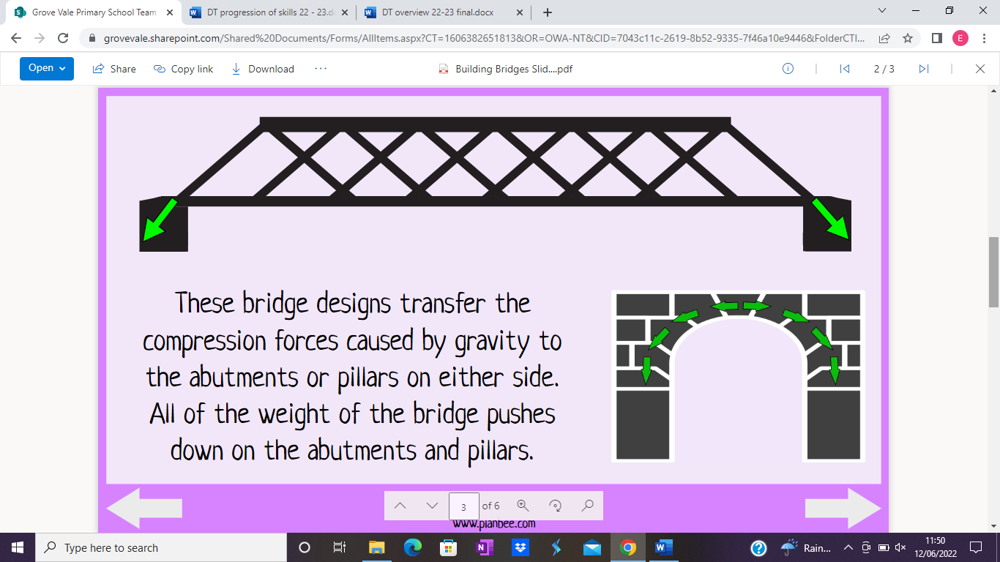 Grove Vale Primary School Team
DT progression of skills 22 - 23.d
DT overview 22-23 final.docx
grovevale.sharepoint.com/Shared%20Documents/Forms/AllItems.aspx?CT=1606382651813&OR=OWA-NT&CID=7043c11c-2619-8b52-9335-7f46a10e9446&FolderCTI...
E
Open
Share
Copy link
Download
Building Bridges Slid....pdf
2 / 3
These bridge designs transfer the
compression forces caused by gravity to
the abutments or pillars on either side.
All of the weight of the bridge pushes
down on the abutments and pillars.
3 of 6
www.planbee.com
Type here to search
Rain...
11:50
12/06/2022